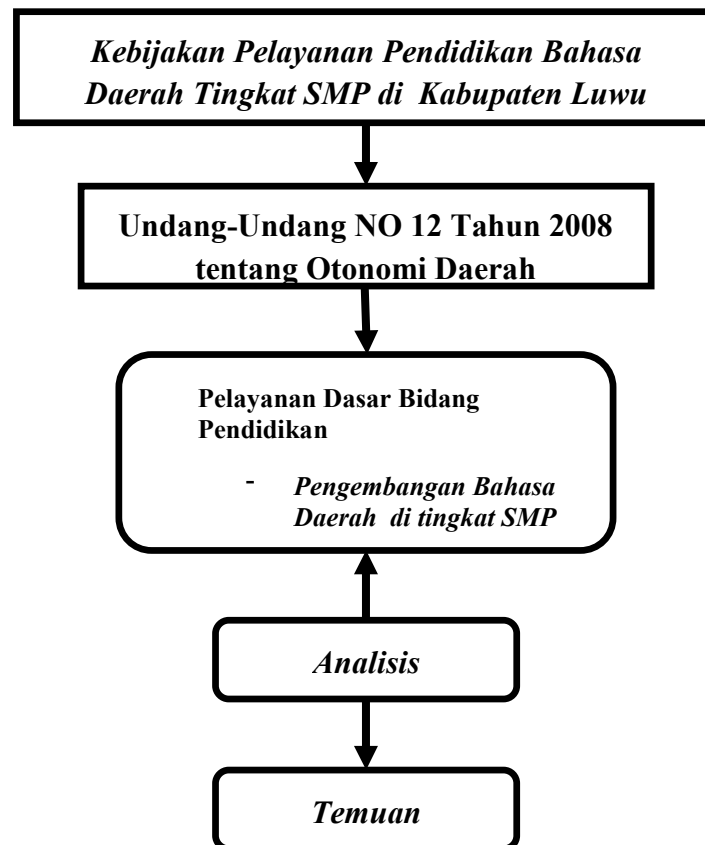 Kebijakan Pelayanan Pendidikan Bahasa
Daerah Tingkat SMP di Kabupaten Luwu
Undang-Undang NO 12 Tahun 2008
tentang Otonomi Daerah
Pelayanan Dasar Bidang
Pendidikan
- Pengembangan Bahasa
Daerah di tingkat SMP
Analisis
Temuan